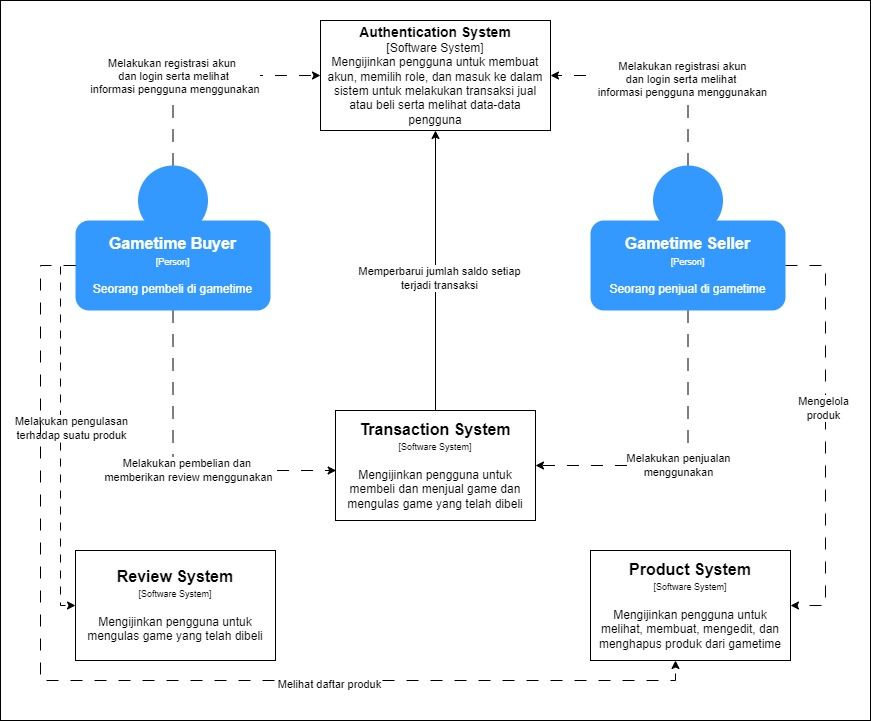 Authentication System
[Software System]
Mengijinkan pengguna untuk membuat
akun, memilih role, dan masuk ke dalam
sistem untuk melakukan transaksi jual
atau beli serta melihat data-data
pengguna
Melakukan registrasi akun
dan login serta melihat
informasi pengguna menggunakan
Melakukan registrasi akun
dan login serta melihat
informasi pengguna menggunakan
Gametime Buyer
[Person]
Seorang pembeli di gametime
Gametime Seller
[Person]
Seorang penjual di gametime
Memperbarui jumlah saldo setiap
terjadi transaksi
Melakukan pengulasan
terhadap suatu produk
Mengelola
produk
Transaction System
[Software System]
Mengijinkan pengguna untuk
membeli dan menjual game dan
mengulas game yang telah dibeli
Melakukan pembelian dan
memberikan review menggunakan
Melakukan penjualan
menggunakan
Review System
[Software System]
Mengijinkan pengguna untuk
mengulas game yang telah dibeli
Product System
[Software System]
Mengijinkan pengguna untuk
melihat, membuat, mengedit, dan
menghapus produk dari gametime
Melihat daftar produk